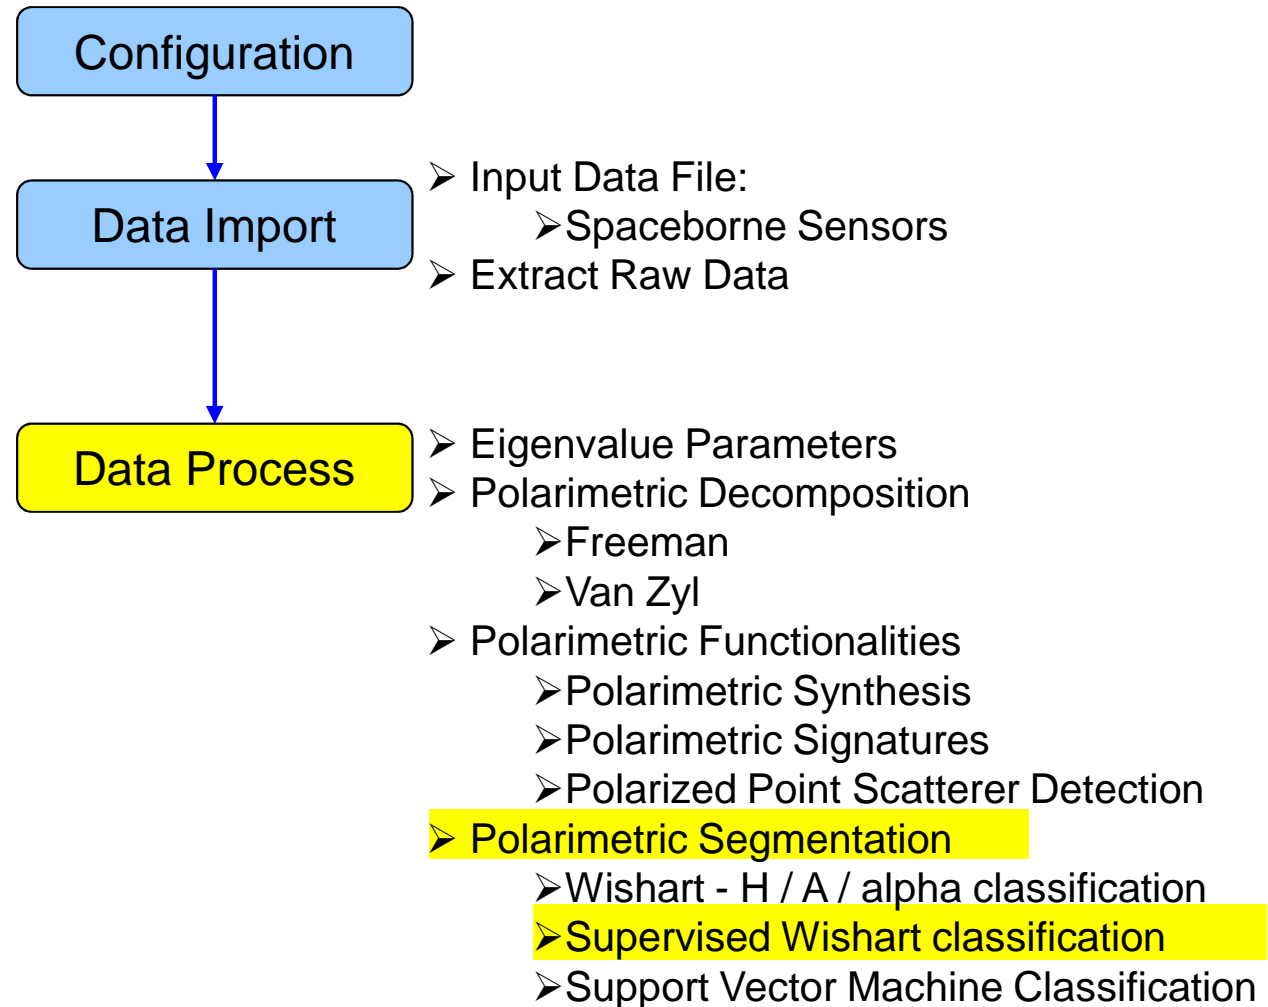 Configuration
Data Import
➢ Input Data File:
➢Spaceborne Sensors
➢ Extract Raw Data
Data Process
➢ Eigenvalue Parameters
➢ Polarimetric Decomposition
➢Freeman
➢Van Zyl
➢ Polarimetric Functionalities
➢Polarimetric Synthesis
➢Polarimetric Signatures
➢Polarized Point Scatterer Detection
➢ Polarimetric Segmentation
➢Wishart - H / A / alpha classification
➢Supervised Wishart classification
➢Support Vector Machine Classification